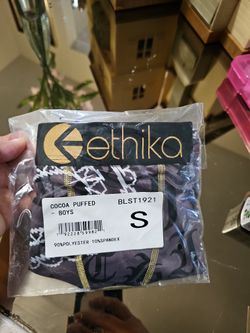 ethika
COCOA PUFFED
- BOYS
BLST1921
S
90%POLYESTER 10%SPANDEX